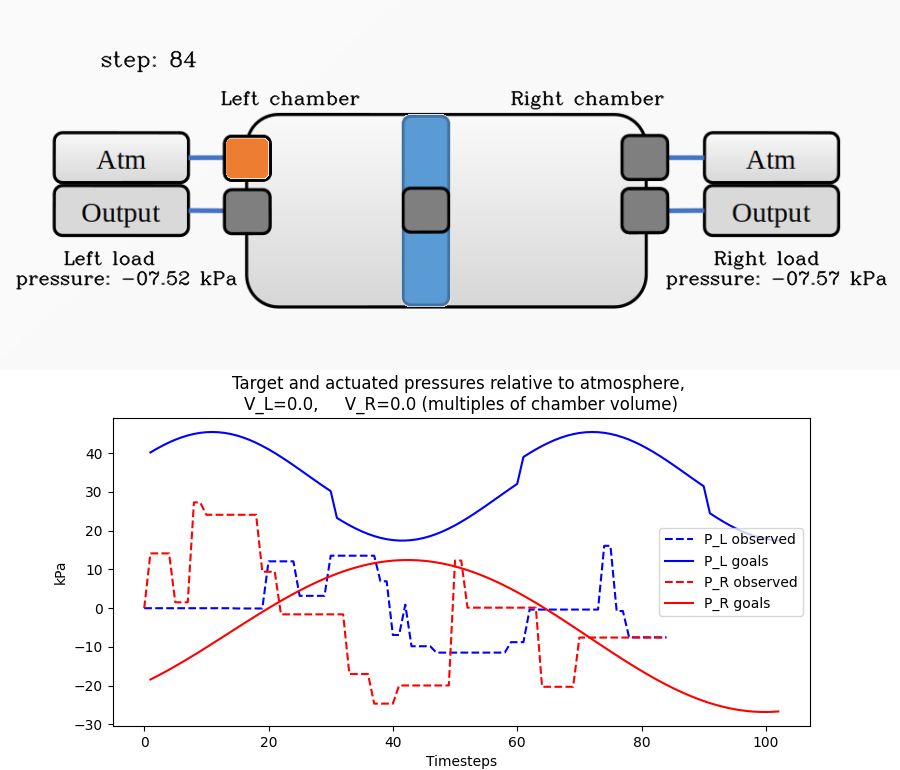 step: 84
Left chamber
Right chamber
Atm
Atm
Output
Output
Left load
pressure: -07.52 kPa
Right load
pressure: -07.57 kPa
Target and actuated pressures relative to atmosphere,
V_L=0.0, V_R=0.0 (multiples of chamber volume)
kPa
40
30
20
10
0
−10
−20
−30
P_L observed
P_L goals
P_R observed
P_R goals
0 20 40 60 80 100
Timesteps